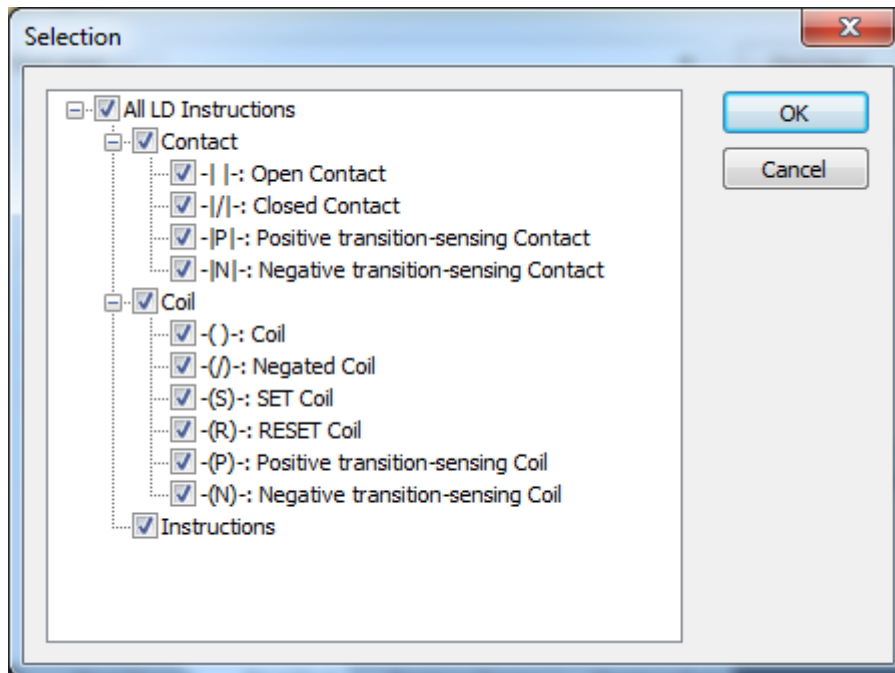 Selection
All LD Instructions
Contact
-| |-: Open Contact
-|/|-: Closed Contact
-|P|-: Positive transition-sensing Contact
-|N|-: Negative transition-sensing Contact
Coil
-( )-: Coil
-(/)-: Negated Coil
-(S)-: SET Coil
-(R)-: RESET Coil
-(P)-: Positive transition-sensing Coil
-(N)-: Negative transition-sensing Coil
Instructions
OK
Cancel